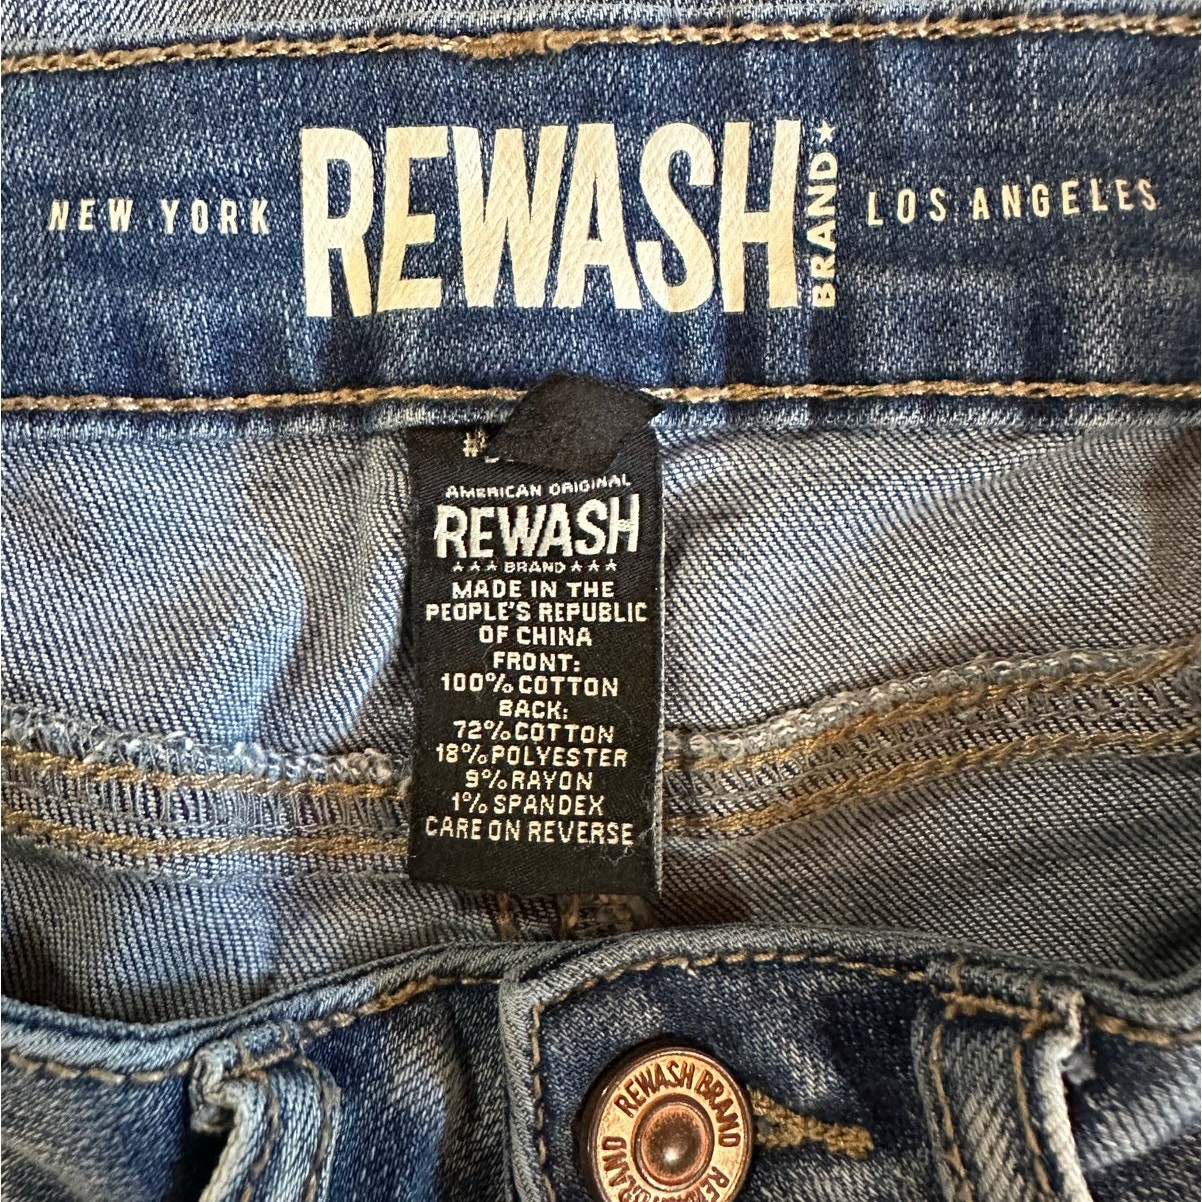 NEW YORK REWASH BRAND★ LOS ANGELES
AMERICAN ORIGINAL
REWASH
★★★ BRAND ★★★
MADE IN THE
PEOPLE'S REPUBLIC
OF CHINA
FRONT:
100% COTTON
BACK:
72% COTTON
18% POLYESTER
9% RAYON
1% SPANDEX
CARE ON REVERSE
REWASH BRAND